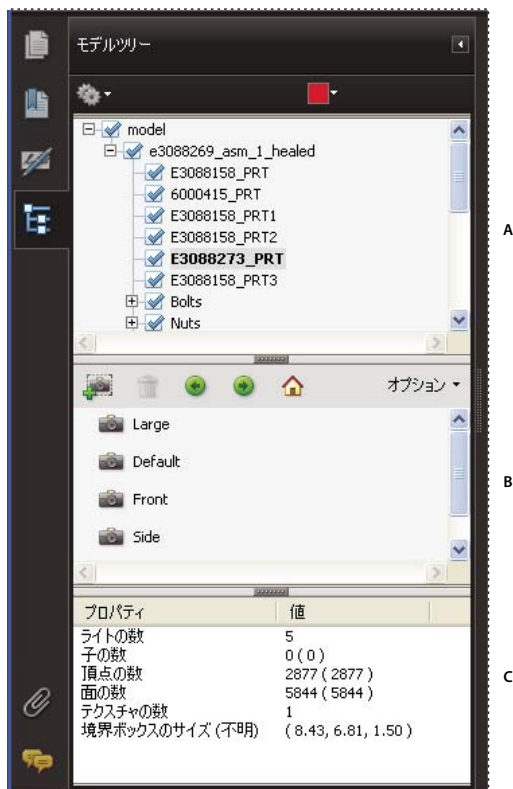 モデルツリー
model
e3088269_asm_1_healed
E3088158_PRT
6000415_PRT
E3088158_PRT1
E3088158_PRT2
E3088273_PRT
E3088158_PRT3
Bolts
Nuts
A
オプション
Large
Default
Front
Side
B
プロパティ 値
ライトの数 5
子の数 0 ( 0 )
頂点の数 2877 ( 2877 )
面の数 5844 ( 5844 )
テクスチャの数 1
境界ボックスのサイズ (不明) ( 8.43, 6.81, 1.50 )
C